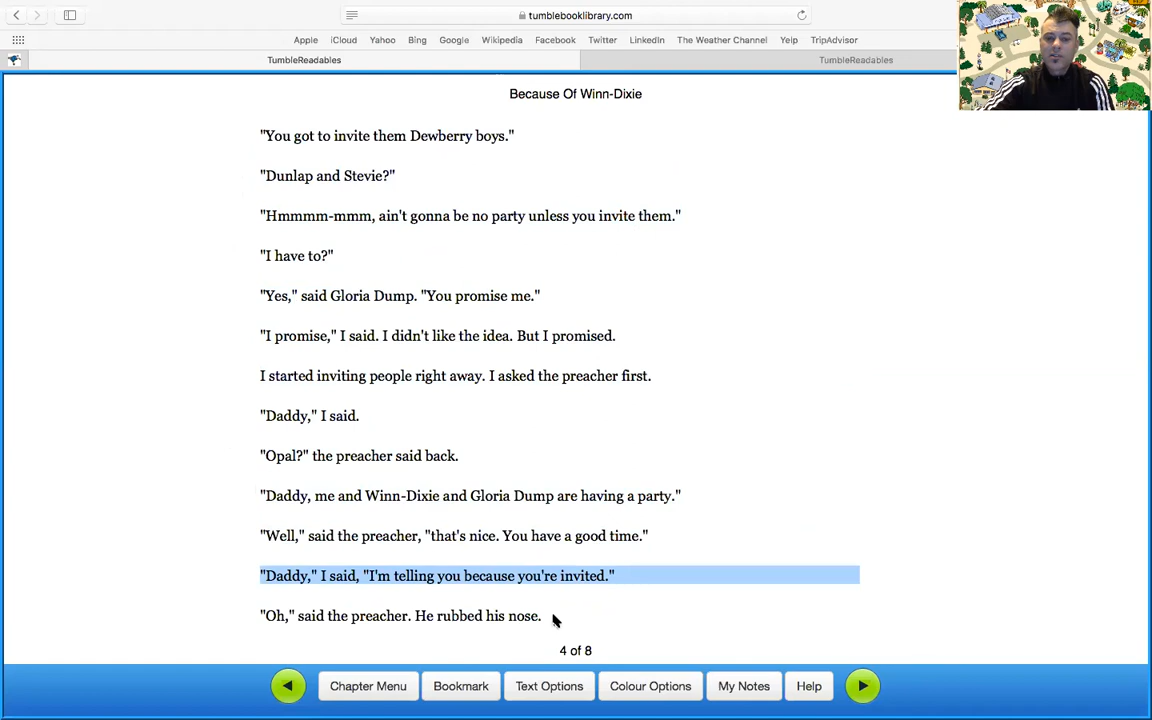 tumblebooklibrary.com
Apple iCloud Yahoo Bing Google Wikipedia Facebook Twitter LinkedIn The Weather Channel Yelp TripAdvisor
TumbleReadables TumbleReadables
Because Of Winn-Dixie
"You got to invite them Dewberry boys."
"Dunlap and Stevie?"
"Hmmmm-mmm, ain't gonna be no party unless you invite them."
"I have to?"
"Yes," said Gloria Dump. "You promise me."
"I promise," I said. I didn't like the idea. But I promised.
I started inviting people right away. I asked the preacher first.
"Daddy," I said.
"Opal?" the preacher said back.
"Daddy, me and Winn-Dixie and Gloria Dump are having a party."
"Well," said the preacher, "that's nice. You have a good time."
"Daddy," I said, "I'm telling you because you're invited."
"Oh," said the preacher. He rubbed his nose.
4 of 8
Chapter Menu Bookmark Text Options Colour Options My Notes Help